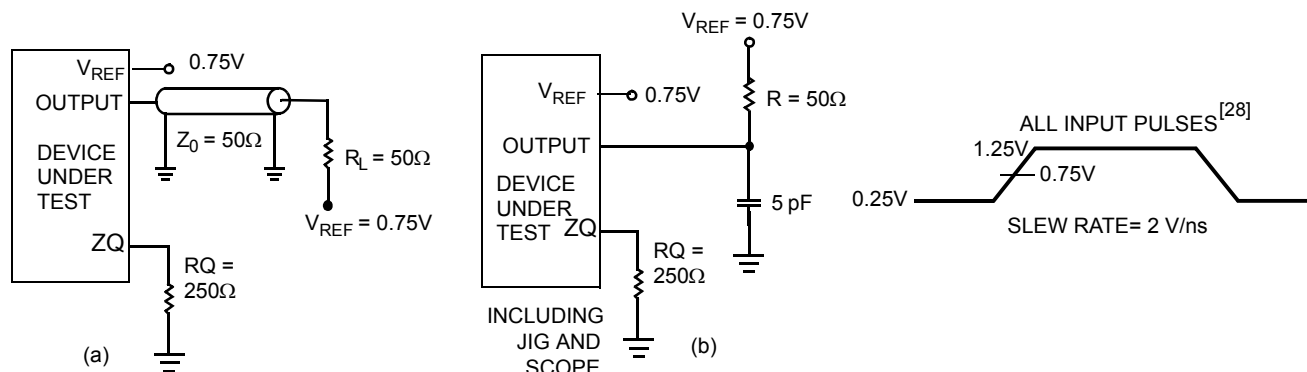 V_REF
0.75V
OUTPUT
Z0 = 50Ω
DEVICE
UNDER
TEST
RL = 50Ω
VREF = 0.75V
ZQ
RQ =
250Ω
(a)
VREF = 0.75V
R = 50Ω
VREF
0.75V
OUTPUT
DEVICE
UNDER
TEST
ZQ
5 pF
RQ =
250Ω
INCLUDING
JIG AND
SCOPE
(b)
ALL INPUT PULSES[28]
1.25V
0.75V
0.25V
SLEW RATE= 2 V/ns